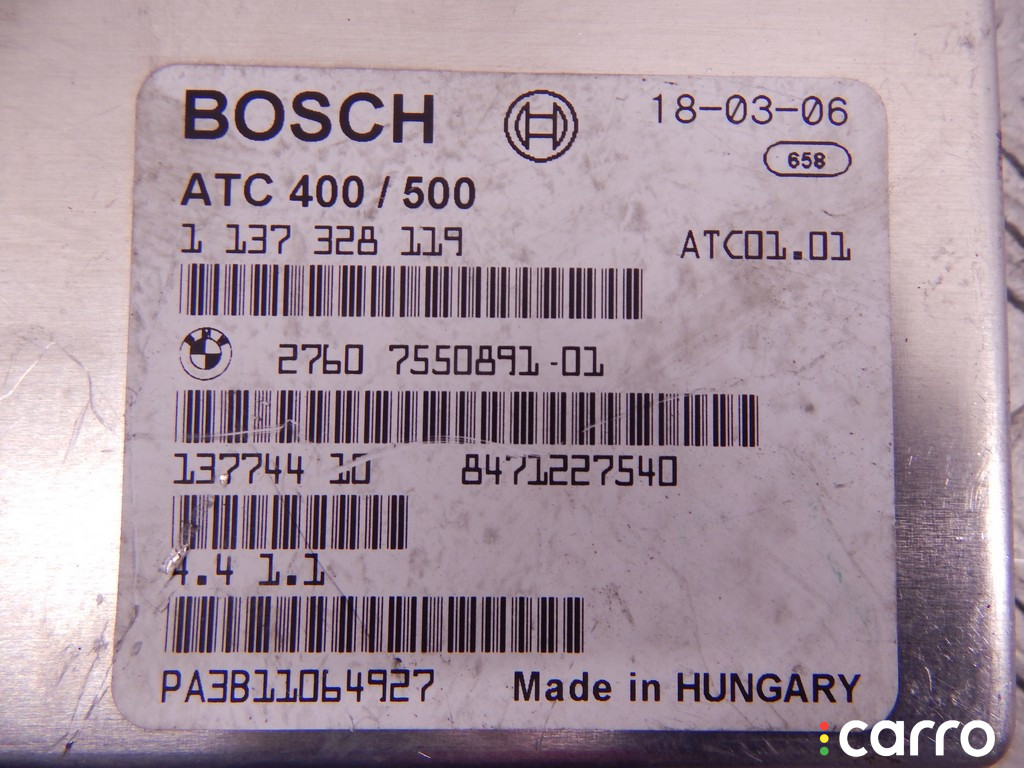 BOSCH 18-03-06
658
ATC 400 / 500
1 137 328 119 ATC01.01
BMW 2760 7550891-01
137744 10 8471227540
4.4 1.1
PA3B11064927 Made in HUNGARY
carro